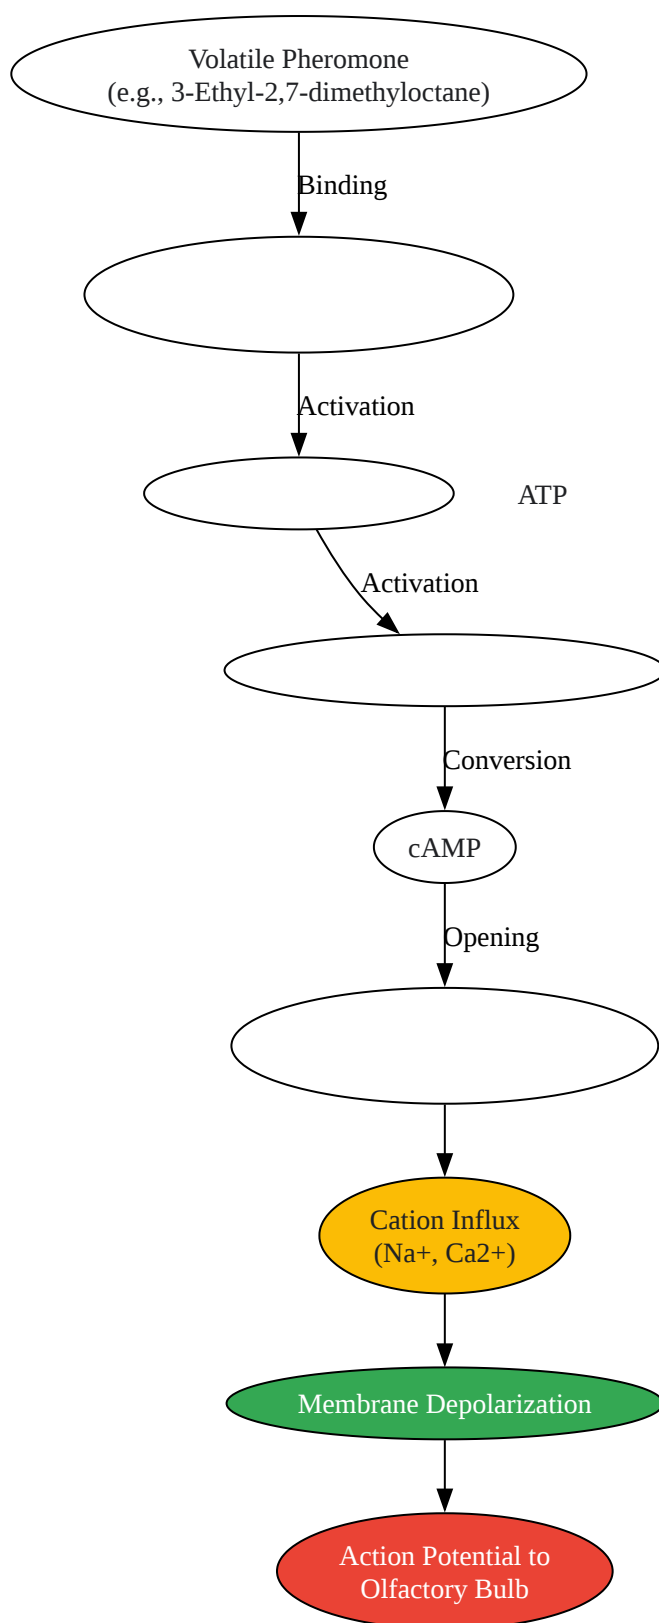 Volatile Pheromone
(e.g., 3-Ethyl-2,7-dimethyloctane)
Binding
Activation
ATP
Activation
Conversion
cAMP
Opening
Cation Influx
(Na+, Ca2+)
Membrane Depolarization
Action Potential to
Olfactory Bulb